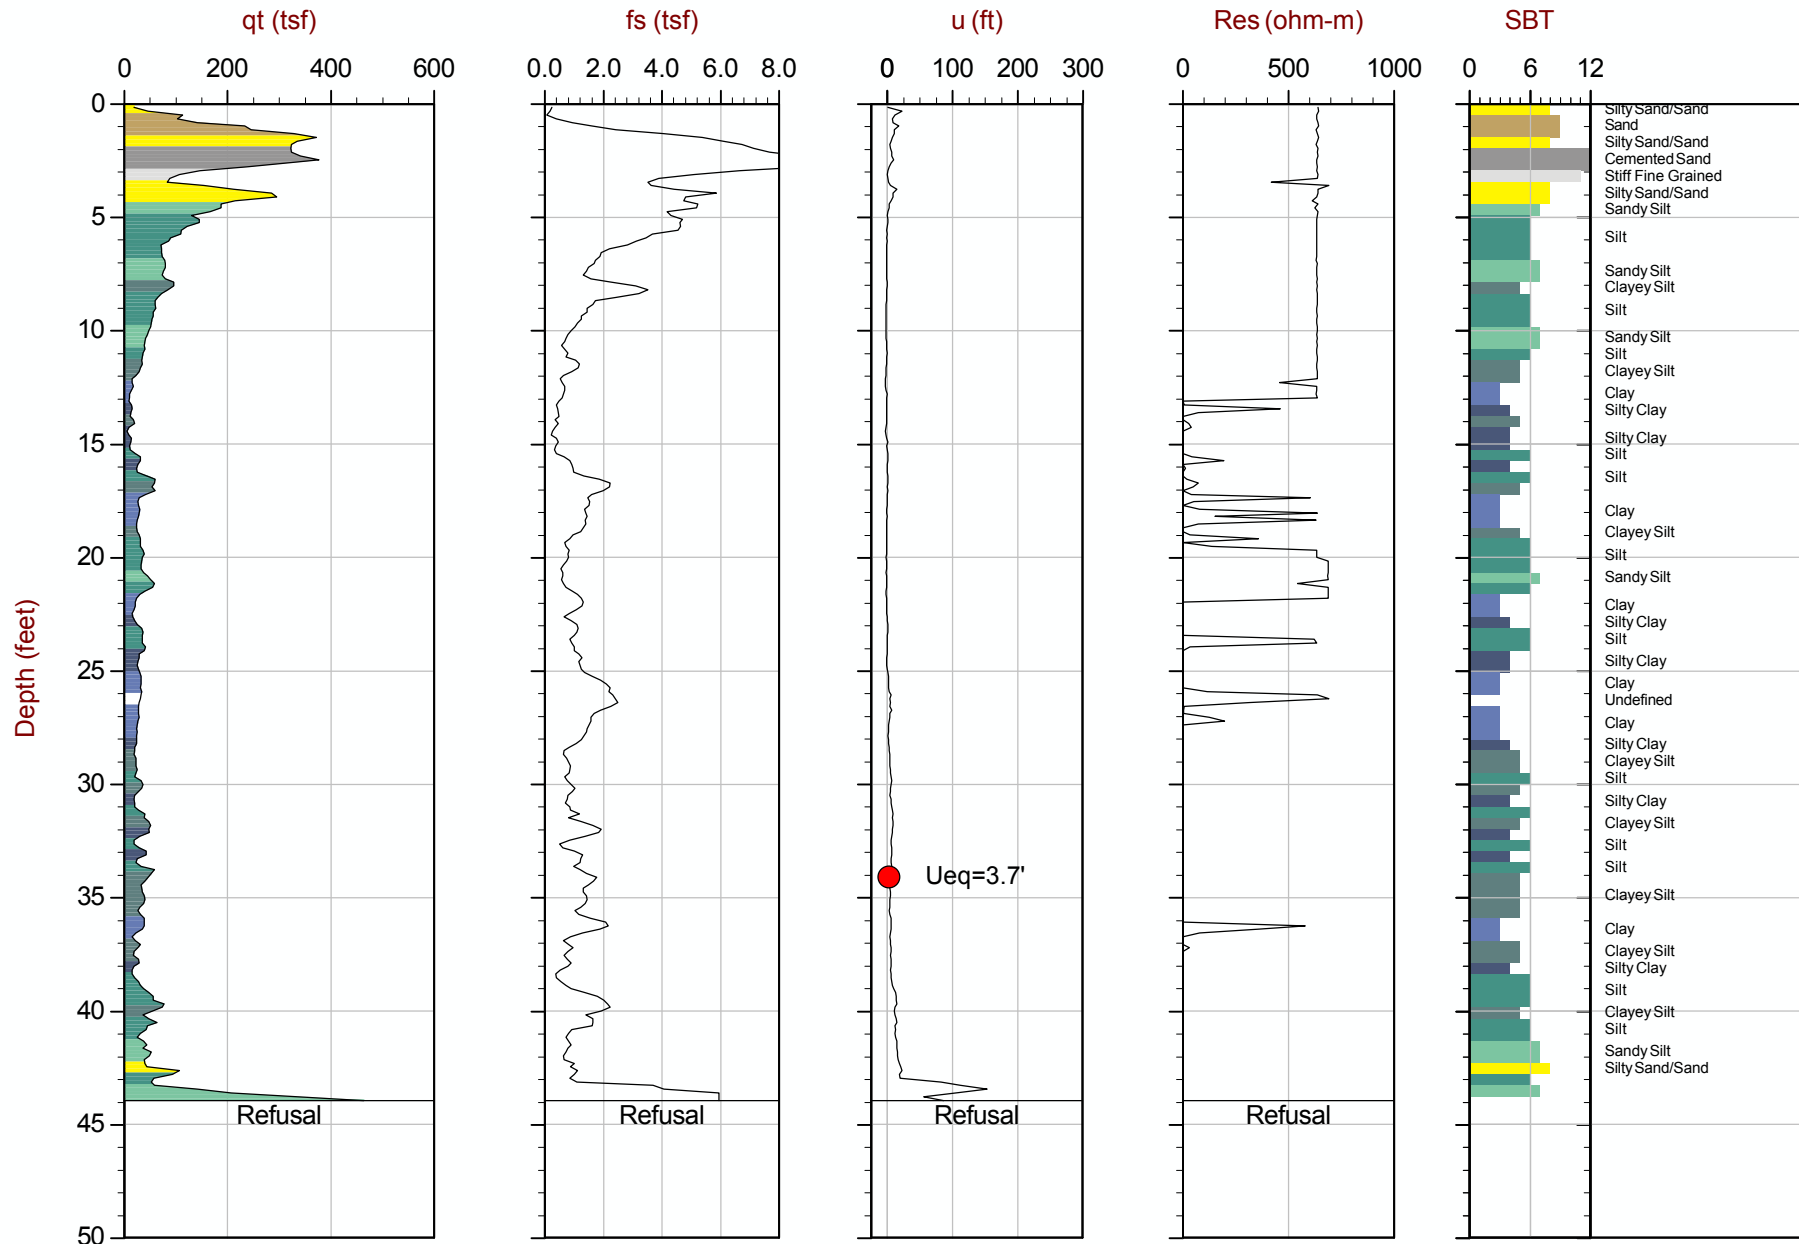 qt (tsf) fs (tsf) u (ft) Res (ohm-m) SBT
0 200 400 600 0.0 2.0 4.0 6.0 8.0 0 100 200 300 0 500 1000 0 6 12
Depth (feet)
0
5
10
15
20
25
30
35
40
45
50
Silty Sand/Sand
Sand
Silty Sand/Sand
Cemented Sand
Stiff Fine Grained
Silty Sand/Sand
Sandy Silt
Silt
Sandy Silt
Clayey Silt
Silt
Sandy Silt
Silt
Clayey Silt
Clay
Silty Clay
Silty Clay
Silt
Silt
Clay
Clayey Silt
Silt
Sandy Silt
Clay
Silty Clay
Silt
Silty Clay
Clay
Undefined
Clay
Silty Clay
Clayey Silt
Silt
Silty Clay
Clayey Silt
Silt
Silt
Ueq=3.7'
Clayey Silt
Clay
Clayey Silt
Silty Clay
Silt
Clayey Silt
Silt
Sandy Silt
Silty Sand/Sand
Refusal Refusal Refusal Refusal